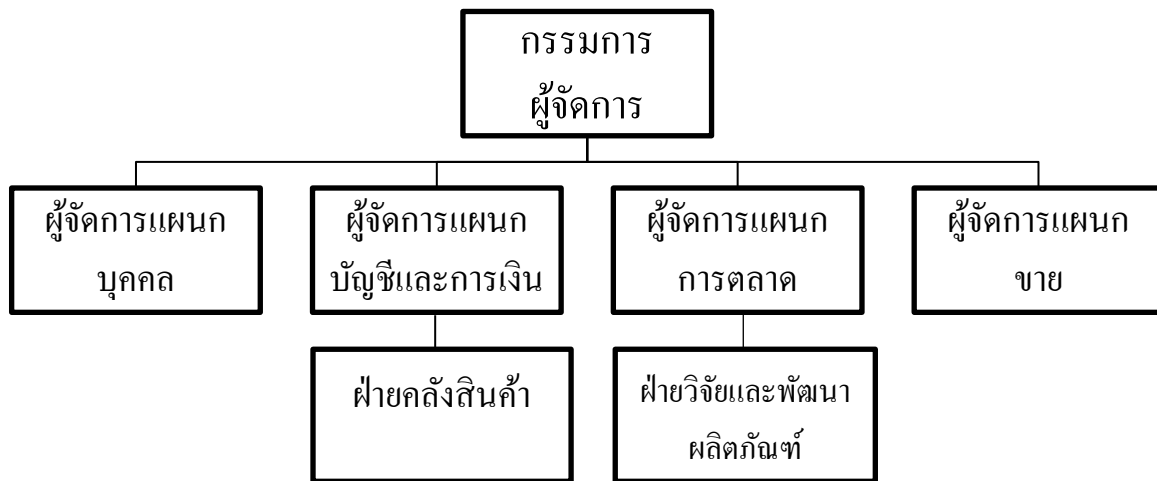 กรรมการ
ผู้จัดการ
ผู้จัดการแผนก
บุคคล
ผู้จัดการแผนก
บัญชีและการเงิน
ผู้จัดการแผนก
การตลาด
ผู้จัดการแผนก
ขาย
ฝ่ายคลังสินค้า
ฝ่ายวิจัยและพัฒนา
ผลิตภัณฑ์